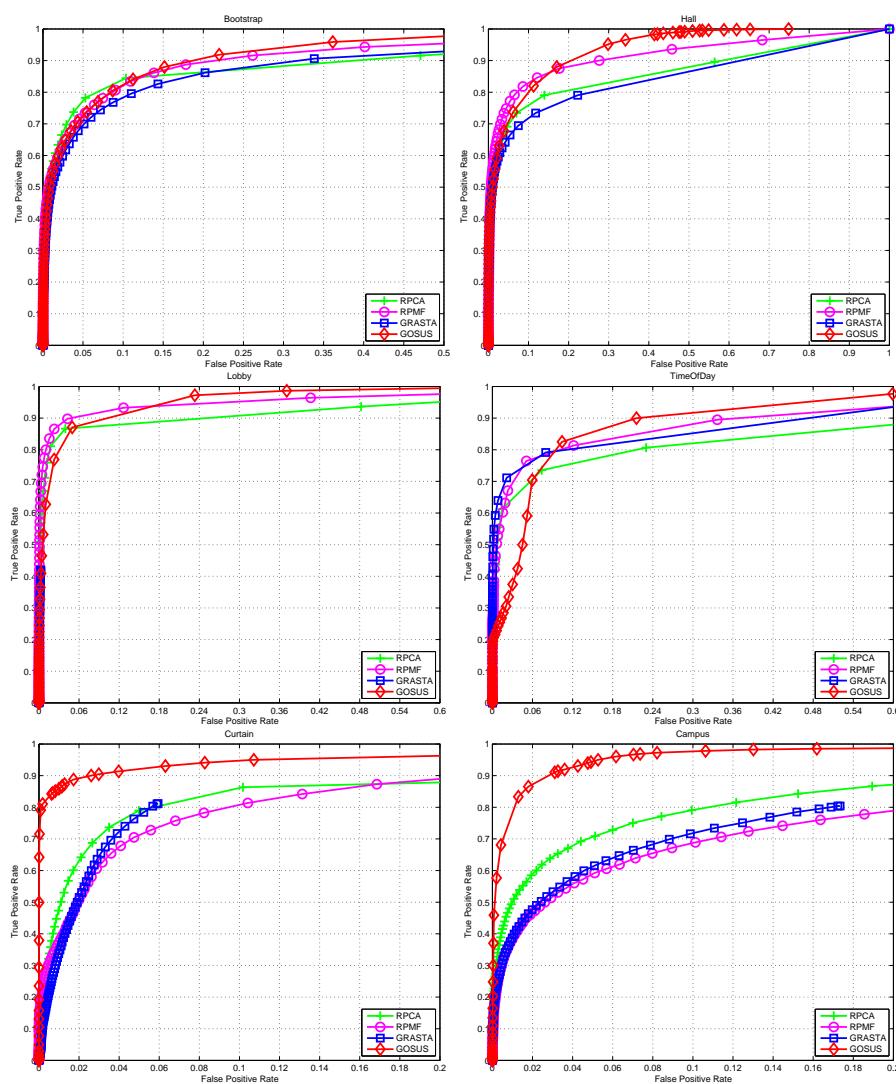 Bootstrap
1
0.9
0.8
0.7
0.6
0.5
0.4
0.3
0.2
0.1
0
0 0.05 0.1 0.15 0.2 0.25 0.3 0.35 0.4 0.45 0.5
True Positive Rate
False Positive Rate
RPCA
RPMF
GRASTA
GOSUS
Hall
1
0.9
0.8
0.7
0.6
0.5
0.4
0.3
0.2
0.1
0
0 0.1 0.2 0.3 0.4 0.5 0.6 0.7 0.8 0.9 1
True Positive Rate
False Positive Rate
RPCA
RPMF
GRASTA
GOSUS
Lobby
1
0.9
0.8
0.7
0.6
0.5
0.4
0.3
0.2
0.1
0
0 0.06 0.12 0.18 0.24 0.3 0.36 0.42 0.48 0.54 0.6
True Positive Rate
False Positive Rate
RPCA
RPMF
GRASTA
GOSUS
TimeOfDay
1
0.9
0.8
0.7
0.6
0.5
0.4
0.3
0.2
0.1
0
0 0.06 0.12 0.18 0.24 0.3 0.36 0.42 0.48 0.54 0.6
True Positive Rate
False Positive Rate
RPCA
RPMF
GRASTA
GOSUS
Curtain
1
0.9
0.8
0.7
0.6
0.5
0.4
0.3
0.2
0.1
0
0 0.02 0.04 0.06 0.08 0.1 0.12 0.14 0.16 0.18 0.2
True Positive Rate
False Positive Rate
RPCA
RPMF
GRASTA
GOSUS
Campus
1
0.9
0.8
0.7
0.6
0.5
0.4
0.3
0.2
0.1
0
0 0.02 0.04 0.06 0.08 0.1 0.12 0.14 0.16 0.18 0.2
True Positive Rate
False Positive Rate
RPCA
RPMF
GRASTA
GOSUS